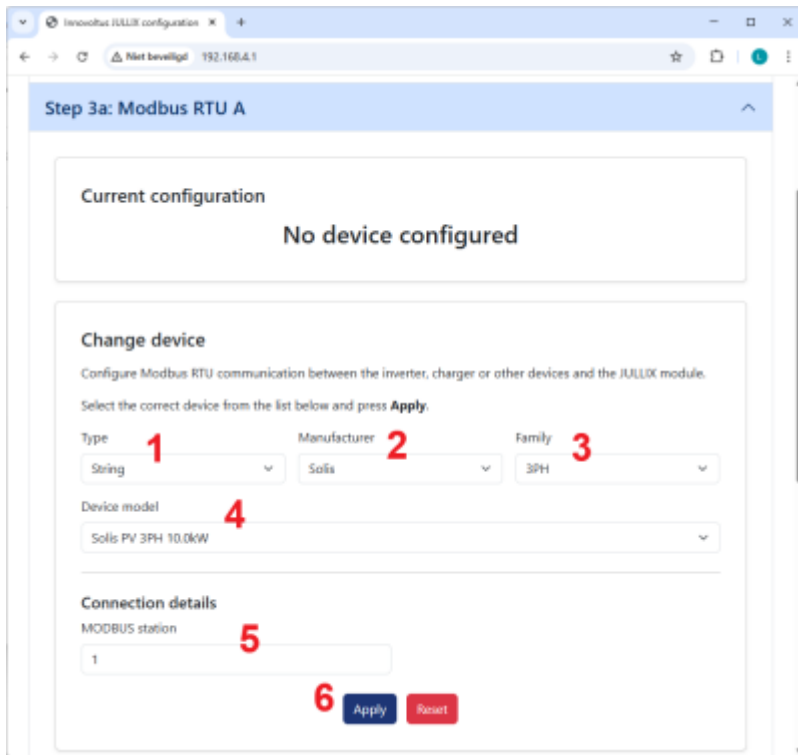 Innovoltus JULLIX configuration
Niet beveiligd 192.168.4.1
L
Step 3a: Modbus RTU A
Current configuration
No device configured
Change device
Configure Modbus RTU communication between the inverter, charger or other devices and the JULLIX module.
Select the correct device from the list below and press Apply.
Type 1 Manufacturer 2 Family 3
String Solis 3PH
Device model 4
Solis PV 3PH 10.0kW
Connection details
MODBUS station 5
1
6 Apply Reset